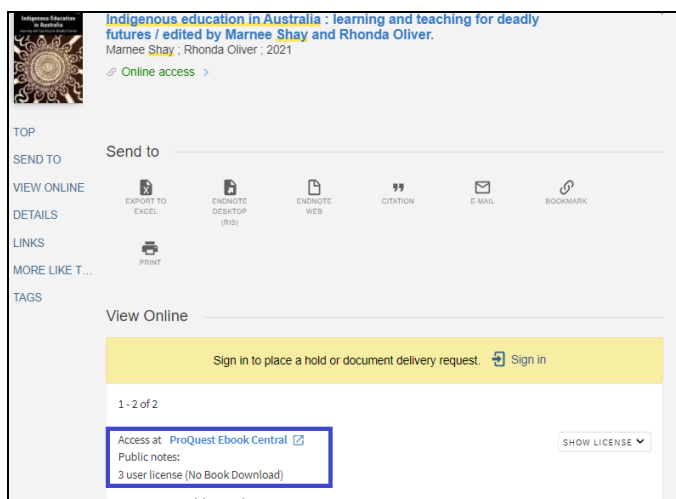 Indigenous Education
in Australia
Indigenous education in Australia : learning and teaching for deadly
futures / edited by Marnee Shay and Rhonda Oliver.
Marnee Shay ; Rhonda Oliver ; 2021
Online access >
TOP
SEND TO
VIEW ONLINE
DETAILS
LINKS
MORE LIKE T...
TAGS
Send to
EXPORT TO
EXCEL
ENDNOTE
DESKTOP
(RIS)
ENDNOTE
WEB
CITATION
E-MAIL
BOOKMARK
PRINT
View Online
Sign in to place a hold or document delivery request. Sign in
1 - 2 of 2
Access at ProQuest Ebook Central
Public notes:
3 user license (No Book Download)
SHOW LICENSE